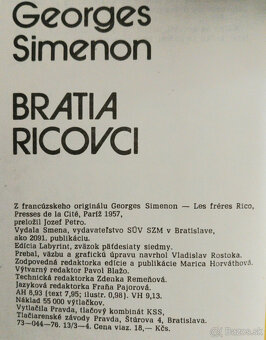 Georges
Simenon
BRATIA
RICOVCI
Z francúzskeho originálu Georges Simenon — Les fréres Rico,
Presses de la Cité, Paríž 1957,
preložil Jozef Petro.
Vydala Smena, vydavateľstvo SÚV SZM v Bratislave,
ako 2091. publikáciu.
Edícia Labyrint, zväzok päťdesiaty siedmy.
Prebal, väzbu a grafickú úpravu navrhol Vladislav Rostoka.
Zodpovedná redaktorka edície a publikácie Marica Horváthová.
Výtvarný redaktor Pavol Blažo.
Technická redaktorka Zdenka Remeňová.
Jazyková redaktorka Fraňa Pajorová.
AH 8,93 (text 7,95; ilustr. 0,98). VH 9,13.
Náklad 55 000 výtlačkov.
Vytlačila Pravda, tlačový kombinát KSS,
Tlačiarenské závody Pravda, Štúrova 4, Bratislava.
73—044—76. 13/3—4. Cena viaz. 18,— Kčs.
bazar.sk